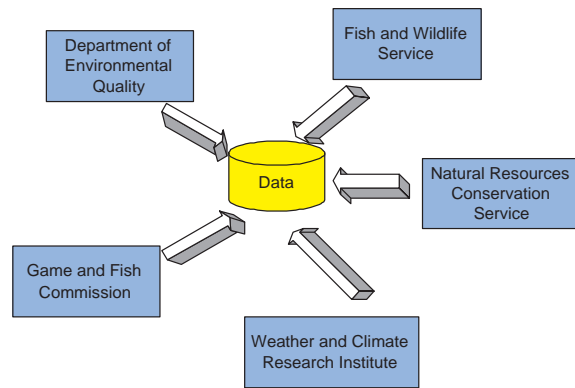 Department of
Environmental
Quality
Fish and Wildlife
Service
Data
Natural Resources
Conservation
Service
Game and Fish
Commission
Weather and Climate
Research Institute